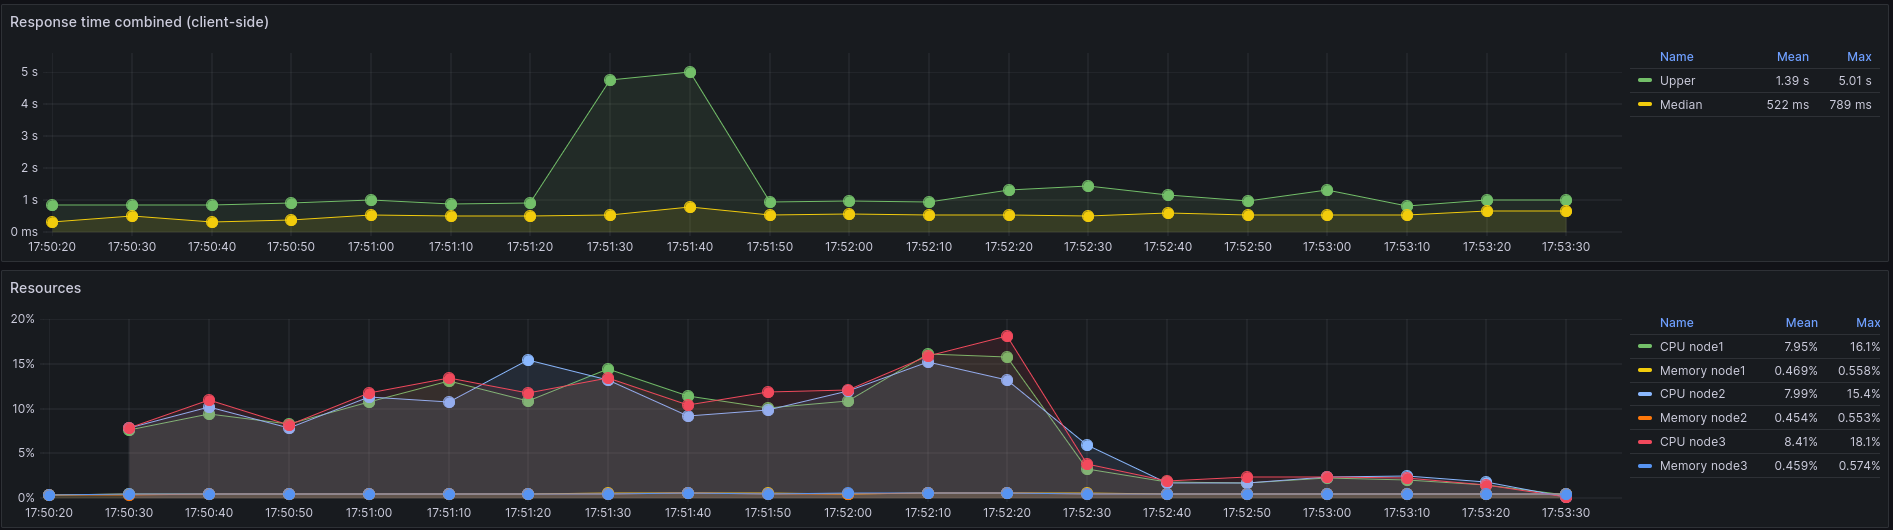 Response time combined (client-side)
Name Mean Max
5 s
Upper 1.39 s 5.01 s
4 s
Median 522 ms 789 ms
3 s
2 s
1 s
0 ms
17:50:20 17:50:30 17:50:40 17:50:50 17:51:00 17:51:10 17:51:20 17:51:30 17:51:40 17:51:50 17:52:00 17:52:10 17:52:20 17:52:30 17:52:40 17:52:50 17:53:00 17:53:10 17:53:20 17:53:30
Resources
Name Mean Max
20%
CPU node1 7.95% 16.1%
15%
Memory node1 0.469% 0.558%
CPU node2 7.99% 15.4%
10%
Memory node2 0.454% 0.553%
CPU node3 8.41% 18.1%
5%
Memory node3 0.459% 0.574%
0%
17:50:20 17:50:30 17:50:40 17:50:50 17:51:00 17:51:10 17:51:20 17:51:30 17:51:40 17:51:50 17:52:00 17:52:10 17:52:20 17:52:30 17:52:40 17:52:50 17:53:00 17:53:10 17:53:20 17:53:30